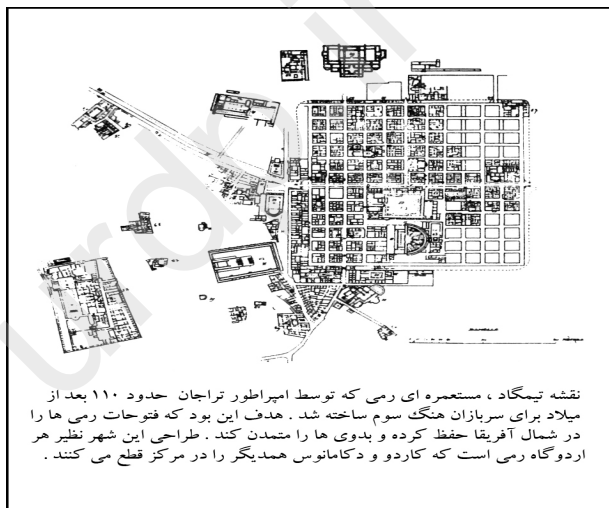 نقشه تیمگاد ، مستعمره ای رمی که توسط امپراطور تراجان حدود ۱۱۰ بعد از
میلاد برای سربازان هنگ سوم ساخته شد . هدف این بود که فتوحات رمی ها را
در شمال آفریقا حفظ کرده و بدوی ها را متمدن کند . طراحی این شهر نظیر هر
اردوگاه رمی است که کاردو و دکامانوس همدیگر را در مرکز قطع می کنند .